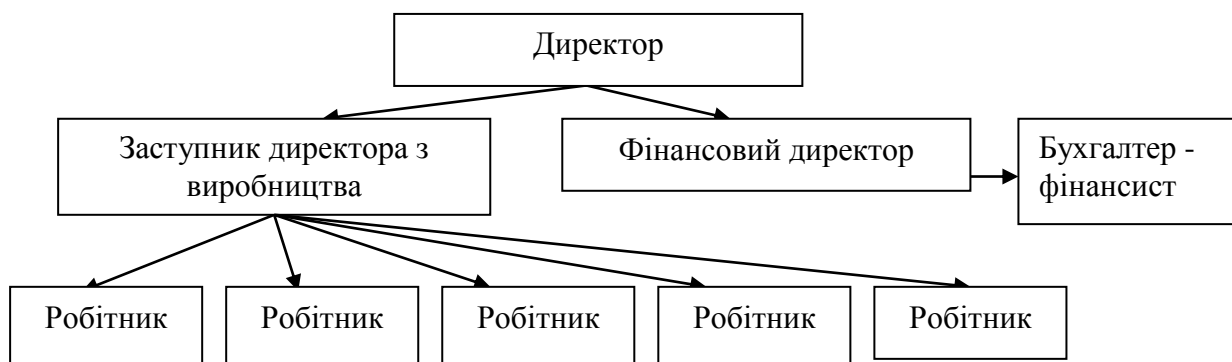 Директор
Заступник директора з
виробництва
Фінансовий директор
Бухгалтер -
фінансист
Робітник
Робітник
Робітник
Робітник
Робітник